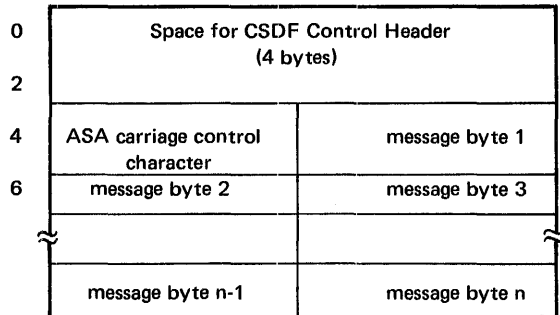 0
Space for CSDF Control Header
(4 bytes)
2
4
ASA carriage control
character
message byte 1
6
message byte 2
message byte 3
message byte n-1
message byte n